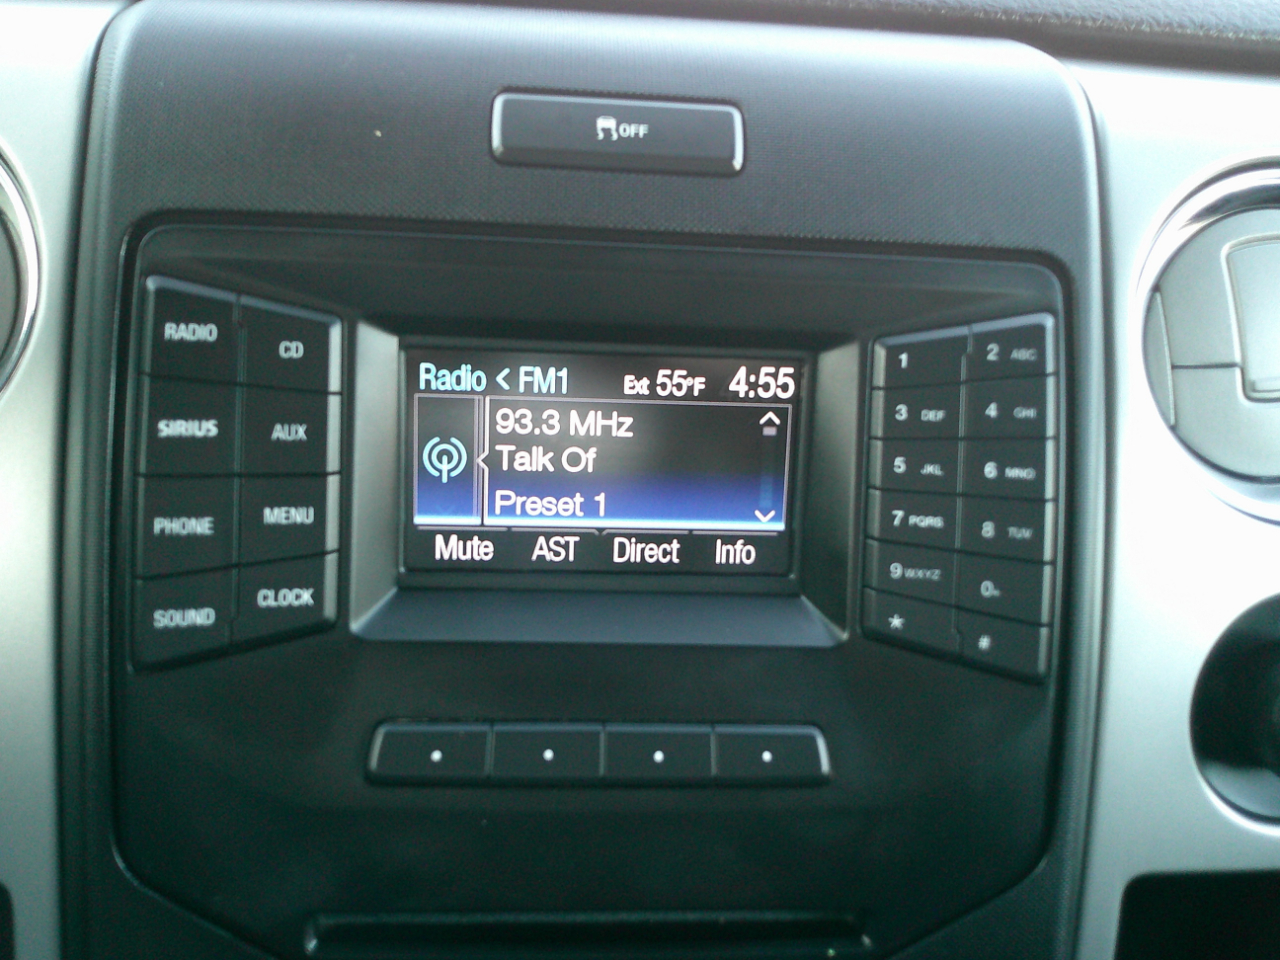 OFF
RADIO CD
SIRIUS AUX
PHONE MENU
SOUND CLOCK
Radio < FM1 Ext 55°F 4:55
93.3 MHz
Talk Of
Preset 1
Mute AST Direct Info
1 2 ABC
3 DEF 4 GHI
5 JKL 6 MNO
7 PQRS 8 TUV
9 WXYZ 0
* #